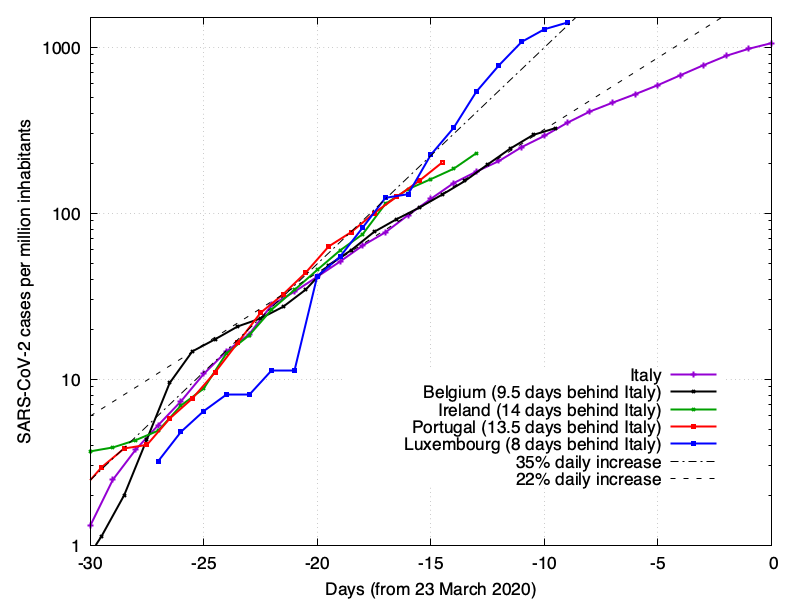 1000
100
10
1
SARS-CoV-2 cases per million inhabitants
Italy
Belgium (9.5 days behind Italy)
Ireland (14 days behind Italy)
Portugal (13.5 days behind Italy)
Luxembourg (8 days behind Italy)
35% daily increase
22% daily increase
-30 -25 -20 -15 -10 -5 0
Days (from 23 March 2020)